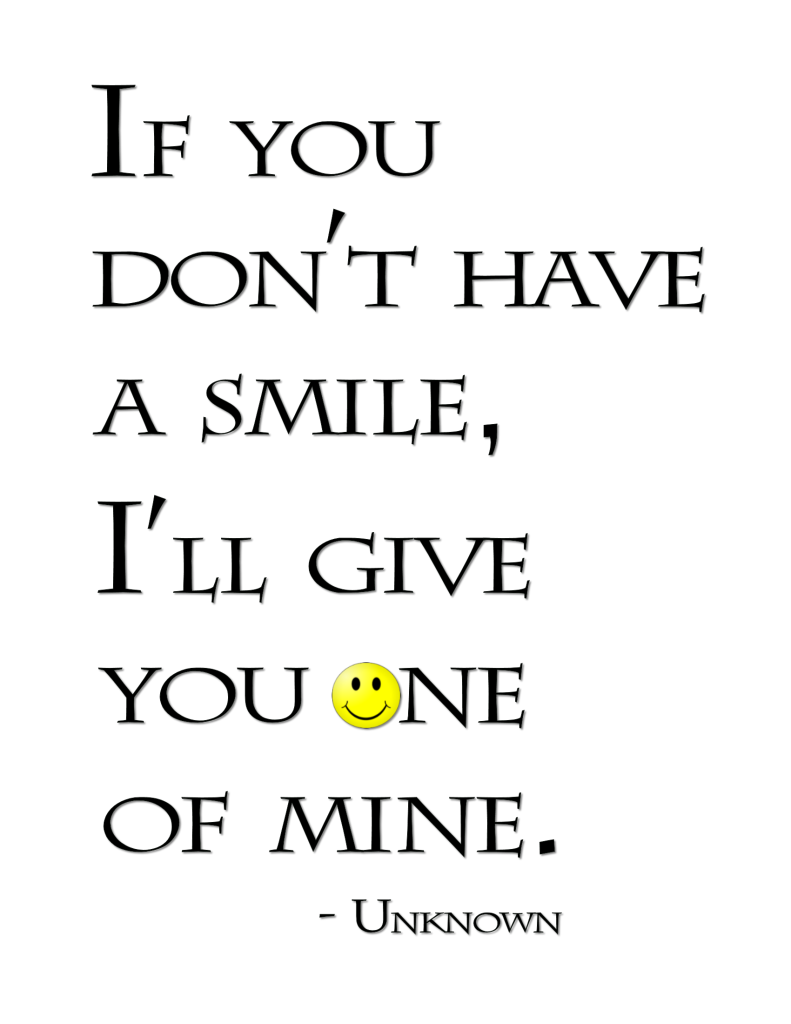 If you
don't have
a smile,
I'll give
you one
of mine.
- Unknown